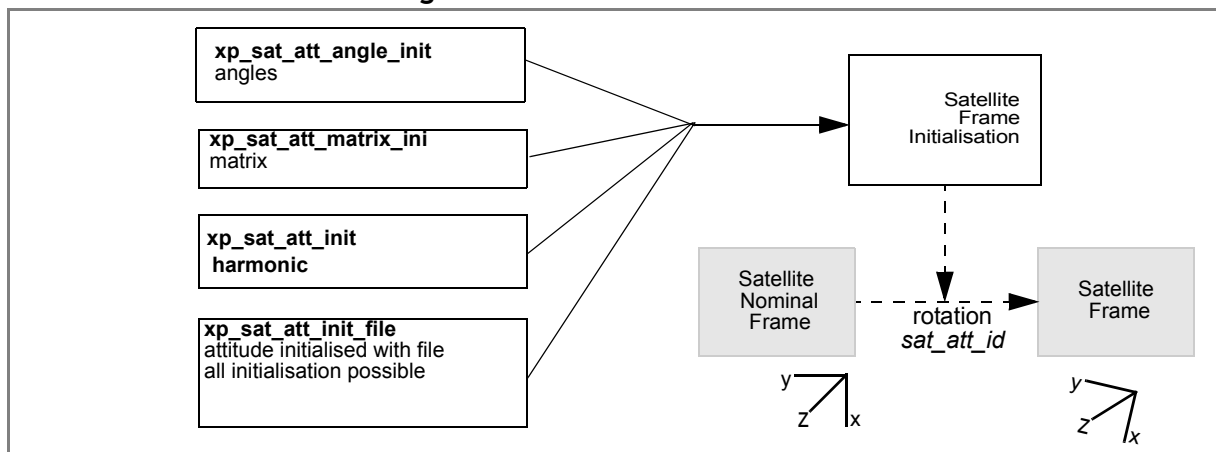 xp_sat_att_angle_init
angles
xp_sat_att_matrix_ini
matrix
xp_sat_att_init
harmonic
xp_sat_att_init_file
attitude initialised with file
all initialisation possible
Satellite
Frame
Initialisation
Satellite
Nominal
Frame
rotation
sat_att_id
Satellite
Frame
y
z
x
y
z
x